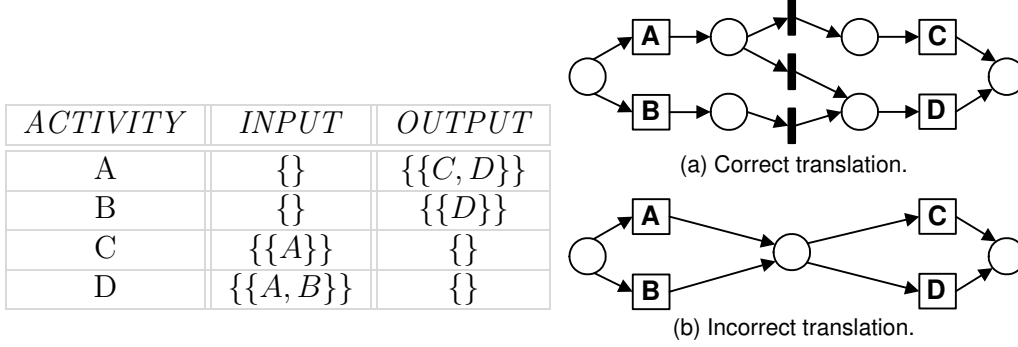 ACTIVITY INPUT OUTPUT
A {} {{C, D}}
B {} {{D}}
C {{A}} {}
D {{A, B}} {}
A C
B D
(a) Correct translation.
A C
B D
(b) Incorrect translation.